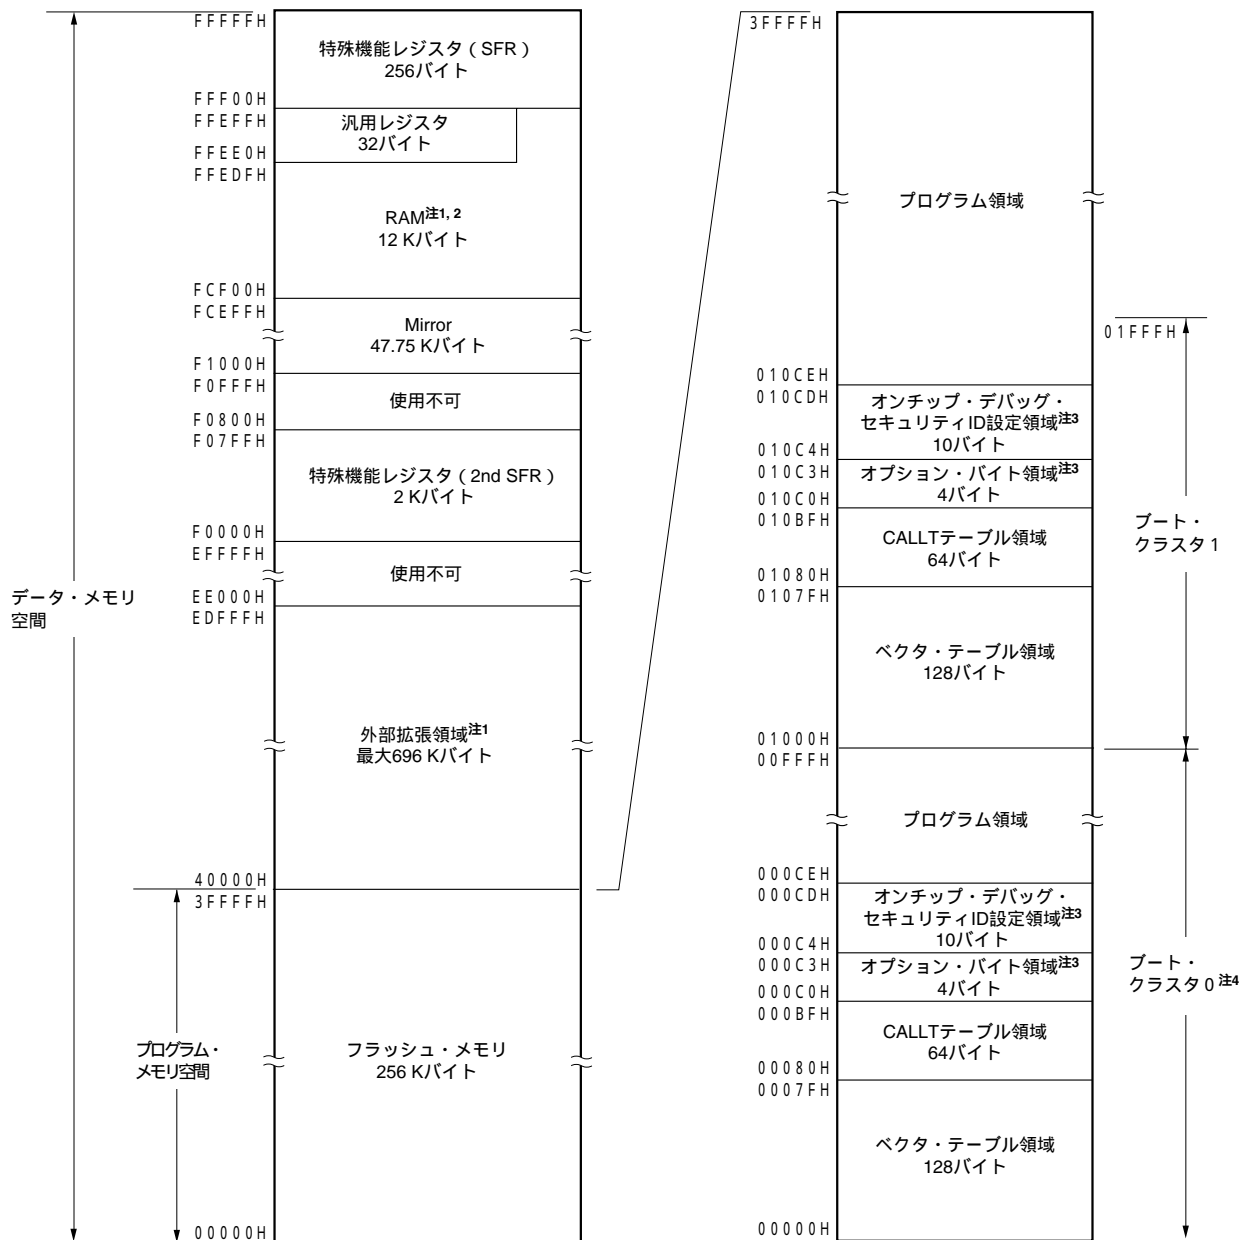 FFFFFH
特殊機能レジスタ（SFR）
256バイト
FFF00H
FFEFFH
汎用レジスタ
32バイト
FFEE0H
FFEDFH
RAM注1, 2
12 Kバイト
FCF00H
FCEFFH
Mirror
47.75 Kバイト
F1000H
F0FFFH
使用不可
F0800H
F07FFH
特殊機能レジスタ（2nd SFR）
2 Kバイト
F0000H
EFFFFH
使用不可
EE000H
EDFFFH
データ・メモリ
空間
外部拡張領域注1
最大696 Kバイト
40000H
3FFFFH
プログラム・
メモリ空間
フラッシュ・メモリ
256 Kバイト
00000H
3FFFFH
プログラム領域
01FFFH
010CEH
010CDH
オンチップ・デバッグ・
セキュリティID設定領域注3
10バイト
010C4H
010C3H
オプション・バイト領域注3
4バイト
010C0H
010BFH
CALLTテーブル領域
64バイト
ブート・
クラスタ1
01080H
0107FH
ベクタ・テーブル領域
128バイト
01000H
00FFFH
プログラム領域
000CEH
000CDH
オンチップ・デバッグ・
セキュリティID設定領域注3
10バイト
000C4H
000C3H
オプション・バイト領域注3
4バイト
ブート・
クラスタ0注4
000C0H
000BFH
CALLTテーブル領域
64バイト
00080H
0007FH
ベクタ・テーブル領域
128バイト
00000H